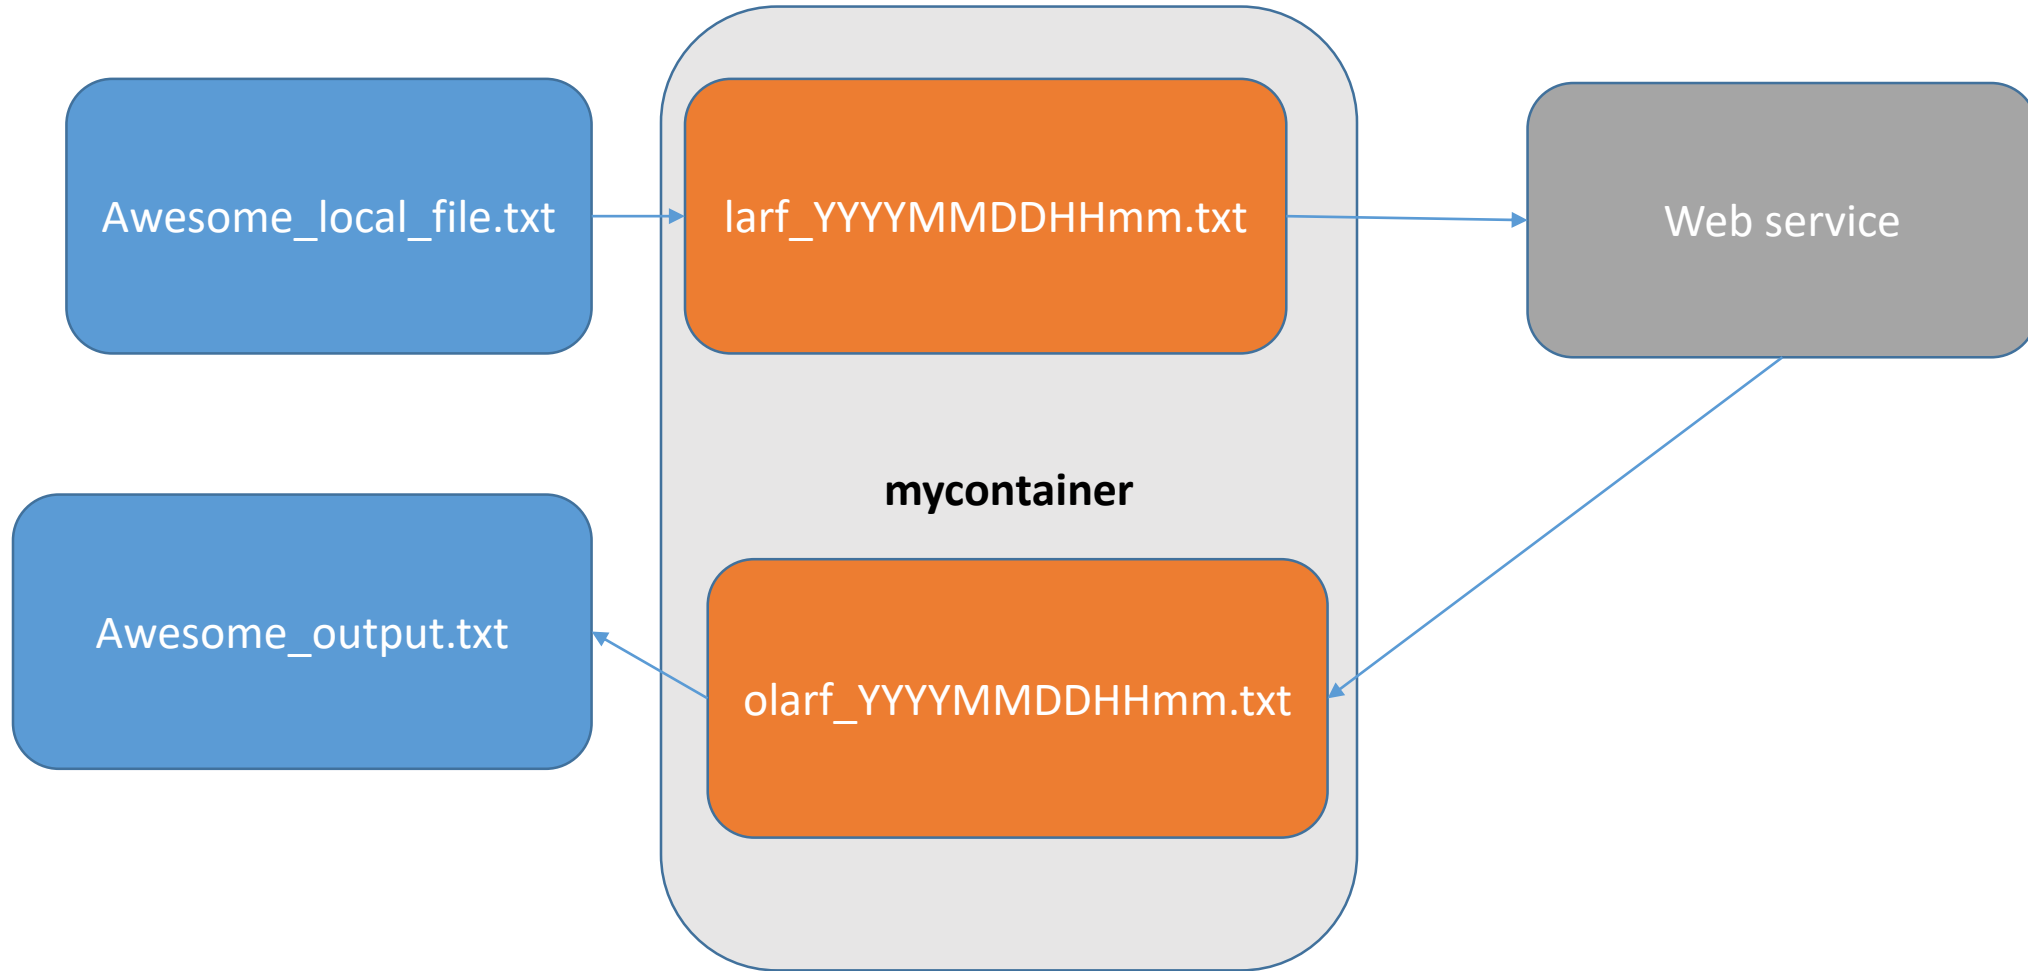 Awesome_local_file.txt
larf_YYYYMMDDHHmm.txt
Web service
mycontainer
Awesome_output.txt
olarf_YYYYMMDDHHmm.txt